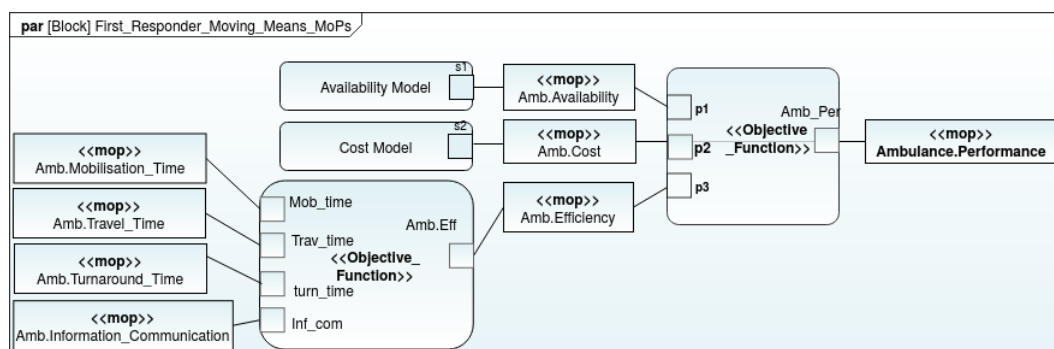 par [Block] First_Responder_Moving_Means_MoPs
s1
Availability Model
<<mop>>
Amb.Availability
p1
Amb_Per
s2
Cost Model
<<mop>>
Amb.Cost
p2
<<Objective
_Function>>
<<mop>>
Ambulance.Performance
p3
<<mop>>
Amb.Mobilisation_Time
<<mop>>
Amb.Travel_Time
<<mop>>
Amb.Turnaround_Time
<<mop>>
Amb.Information_Communication
Mob_time
Trav_time
turn_time
Inf_com
Amb.Eff
<<Objective_
Function>>
<<mop>>
Amb.Efficiency